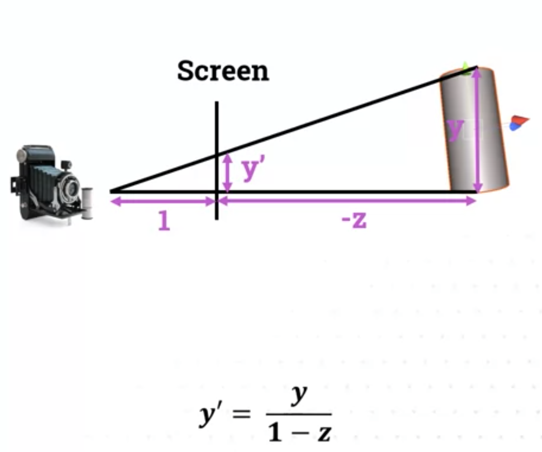 Screen
y
y'
1
-z
y' = y / (1 − z)